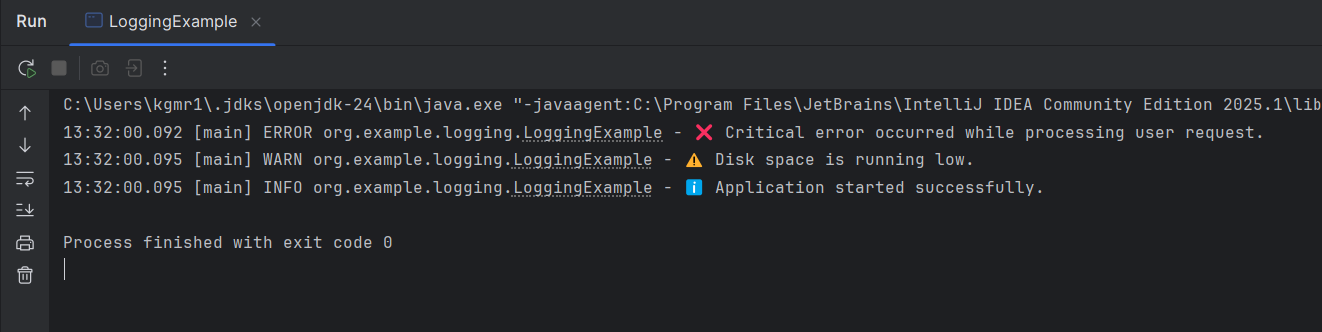 Run LoggingExample
C:\Users\kgmr1\.jdks\openjdk-24\bin\java.exe "-javaagent:C:\Program Files\JetBrains\IntelliJ IDEA Community Edition 2025.1\lib
13:32:00.092 [main] ERROR org.example.logging.LoggingExample - ❌ Critical error occurred while processing user request.
13:32:00.095 [main] WARN org.example.logging.LoggingExample - ⚠️ Disk space is running low.
13:32:00.095 [main] INFO org.example.logging.LoggingExample - ℹ️ Application started successfully.
Process finished with exit code 0